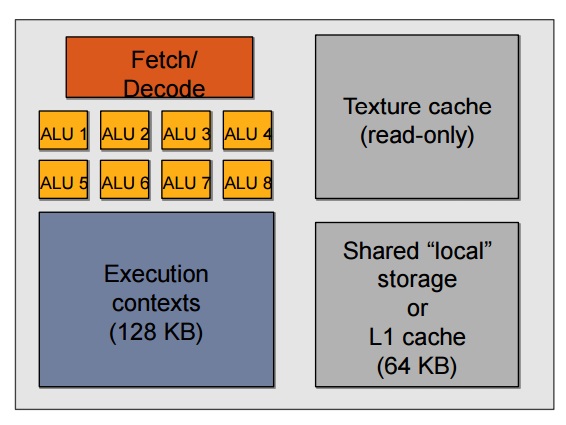 Fetch/
Decode
ALU 1 ALU 2 ALU 3 ALU 4
ALU 5 ALU 6 ALU 7 ALU 8
Execution
contexts
(128 KB)
Texture cache
(read-only)
Shared “local”
storage
or
L1 cache
(64 KB)